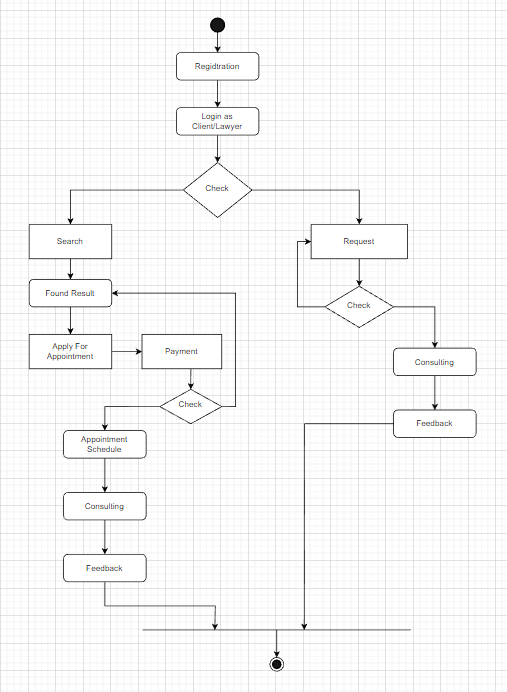 Regidtration
Login as
Client/Lawyer
Check
Search
Request
Found Result
Check
Apply For
Appointment
Payment
Consulting
Check
Feedback
Appointment
Schedule
Consulting
Feedback